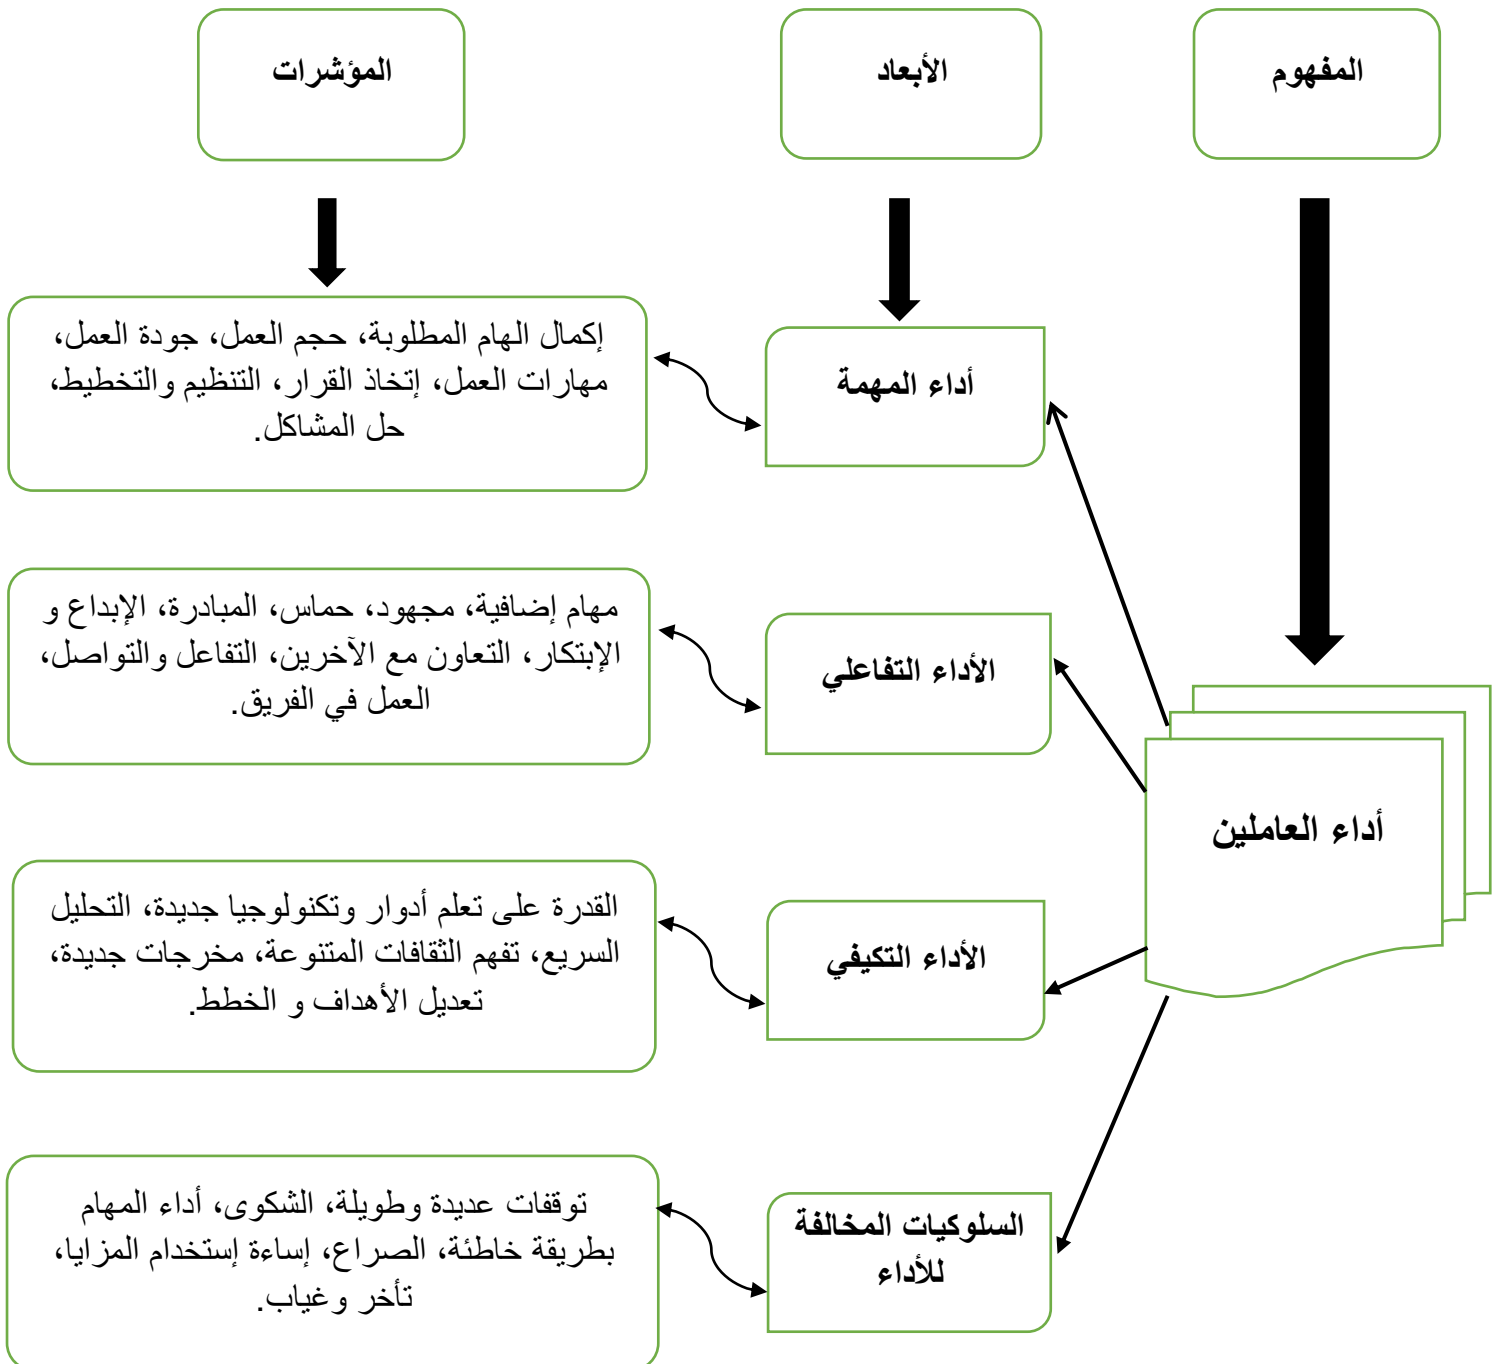 المفهوم
الأبعاد
المؤشرات
أداء العاملين
أداء المهمة
إكمال الهام المطلوبة، حجم العمل، جودة العمل،
مهارات العمل، إتخاذ القرار، التنظيم والتخطيط،
حل المشاكل.
الأداء التفاعلي
مهام إضافية، مجهود، حماس، المبادرة، الإبداع و
الإبتكار، التعاون مع الآخرين، التفاعل والتواصل،
العمل في الفريق.
الأداء التكيفي
القدرة على تعلم أدوار وتكنولوجيا جديدة، التحليل
السريع، تفهم الثقافات المتنوعة، مخرجات جديدة،
تعديل الأهداف و الخطط.
السلوكيات المخالفة
للأداء
توقفات عديدة وطويلة، الشكوى، أداء المهام
بطريقة خاطئة، الصراع، إساءة إستخدام المزايا،
تأخر وغياب.